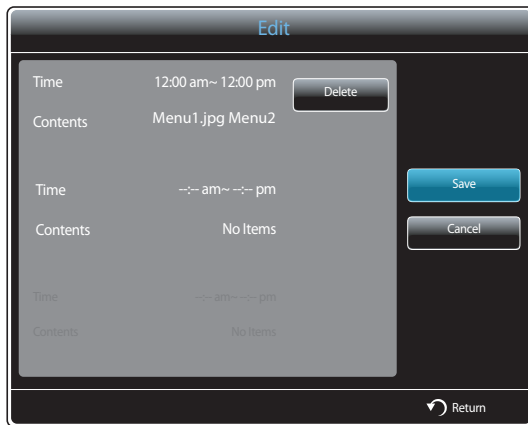 Edit
Time 12:00 am~ 12:00 pm Delete
Contents Menu1.jpg Menu2
Time --:-- am~ --:-- pm
Save
Contents No Items
Cancel
Time --:-- am~ --:-- pm
Contents No Items
Return